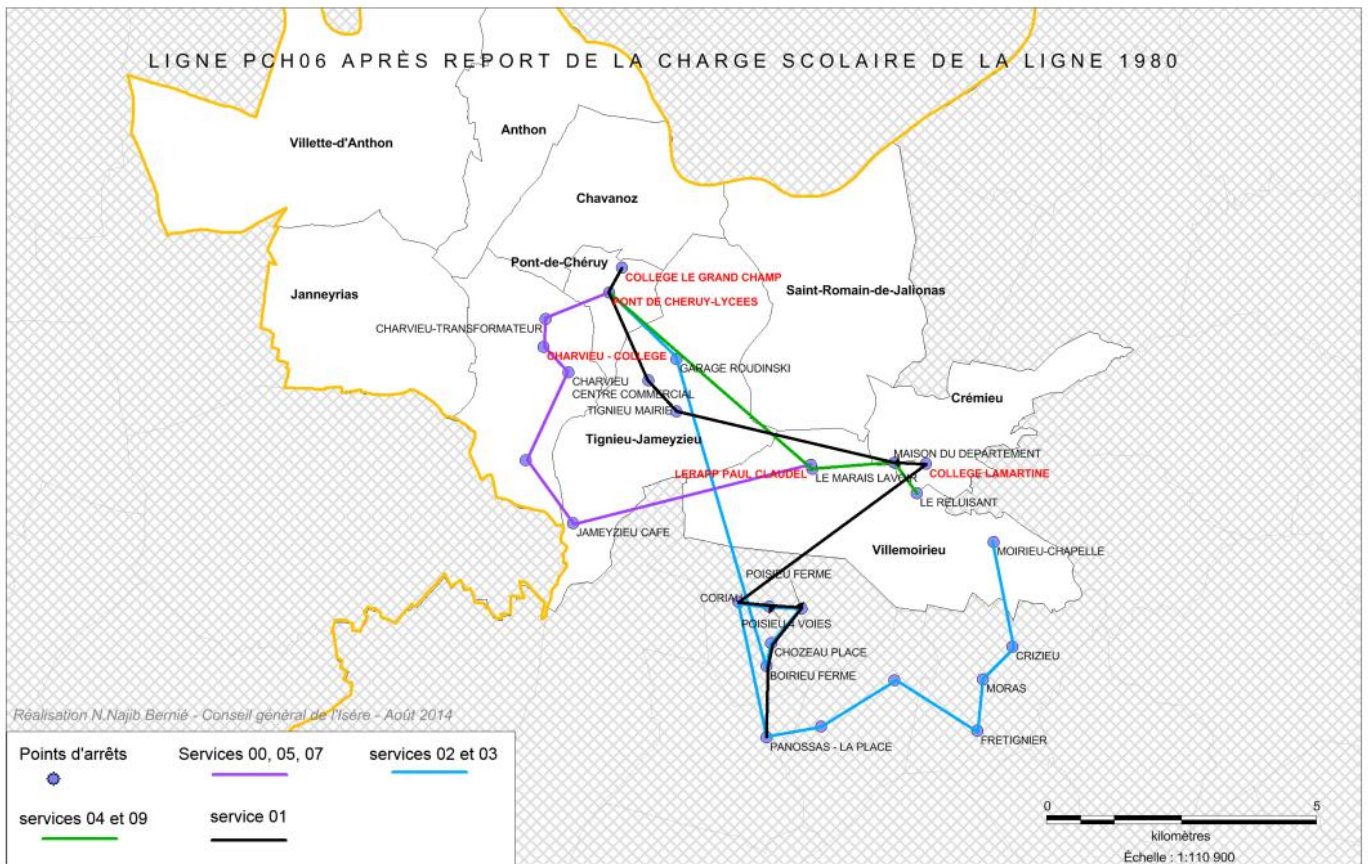 LIGNE PCH06 APRÈS REPORT DE LA CHARGE SCOLAIRE DE LA LIGNE 1980
Anthon
Villette-d'Anthon
Chavanoz
Pont-de-Chéruy
COLLEGE LE GRAND CHAMP
Janneyrias
Saint-Romain-de-Jalionas
PONT DE CHERUY-LYCEES
CHARVIEU-TRANSFORMATEUR
CHARVIEU - COLLEGE
GARAGE ROUDINSKI
CHARVIEU
CENTRE COMMERCIAL
Crémieu
TIGNIEU MAIRIE
Tignieu-Jameyzieu
MAISON DU DEPARTEMENT
LERAPP PAUL CLAUDEL
LE MARAIS LAVOIR
COLLEGE LAMARTINE
LE RELUISANT
JAMEYZIEU CAFE
Villemoirieu
MOIRIEU-CHAPELLE
POISIEU FERME
CORIAU
POISIEU 4 VOIES
CHOZEAU PLACE
CRIZIEU
BOIRIEU FERME
MORAS
Réalisation N.Najib Bernié - Conseil général de l'Isère - Août 2014
FRETIGNIER
PANOSSAS - LA PLACE
Points d'arrêts
Services 00, 05, 07
services 02 et 03
services 04 et 09
service 01
0
5
kilomètres
Échelle : 1:110 900